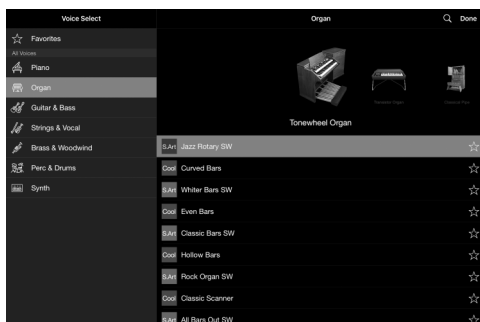 Voice Select
Organ
Done
Favorites
All Voices
Piano
Organ
Guitar & Bass
Strings & Vocal
Brass & Woodwind
Perc & Drums
Synth
Tonewheel Organ
Tonewheel Organ
S.Art Jazz Rotary SW
Cool Curved Bars
S.Art Whiter Bars SW
Cool Even Bars
S.Art Classic Bars SW
Cool Hollow Bars
S.Art Rock Organ SW
Cool Classic Scanner
S.Art All Bars Out SW